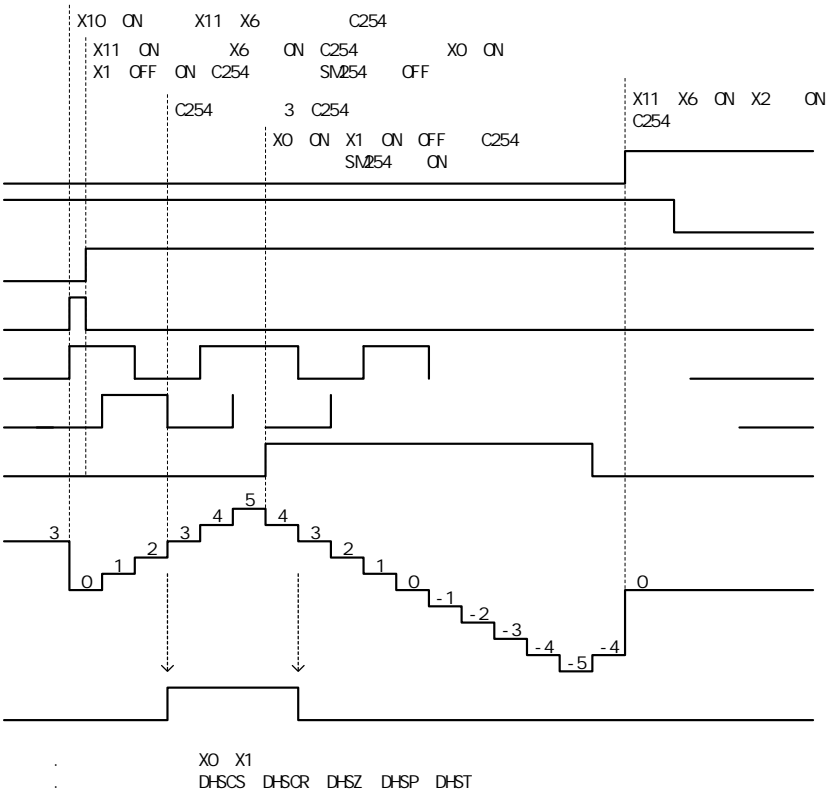 X10 ON X11 X6 C254
X11 ON X6 ON C254 X0 ON
X1 OFF ON C254 SM254 OFF
C254 3 C254
X11 X6 ON X2 ON
C254
X0 ON X1 ON OFF C254
SM254 ON
5
4 4
3 3 3
2 2
1 1
0 0 0
-1
-2
-3
-4 -4
-5
. X0 X1
. DHSCS DHSCR DHSZ DHSP DHST